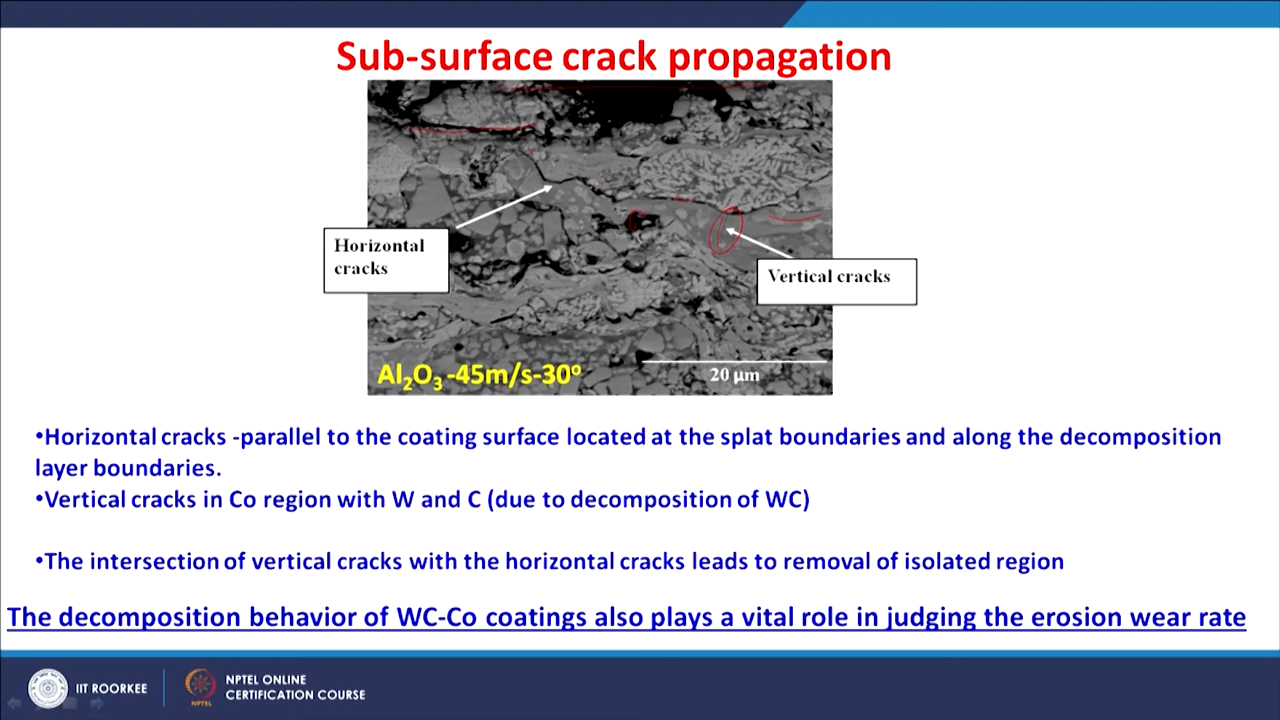 Sub-surface crack propagation
Horizontal
cracks
Vertical cracks
Al₂O₃ -45m/s-30º
20 µm
•Horizontal cracks -parallel to the coating surface located at the splat boundaries and along the decomposition
layer boundaries.
•Vertical cracks in Co region with W and C (due to decomposition of WC)
•The intersection of vertical cracks with the horizontal cracks leads to removal of isolated region
The decomposition behavior of WC-Co coatings also plays a vital role in judging the erosion wear rate
IIT ROORKEE
NPTEL
NPTEL ONLINE
CERTIFICATION COURSE